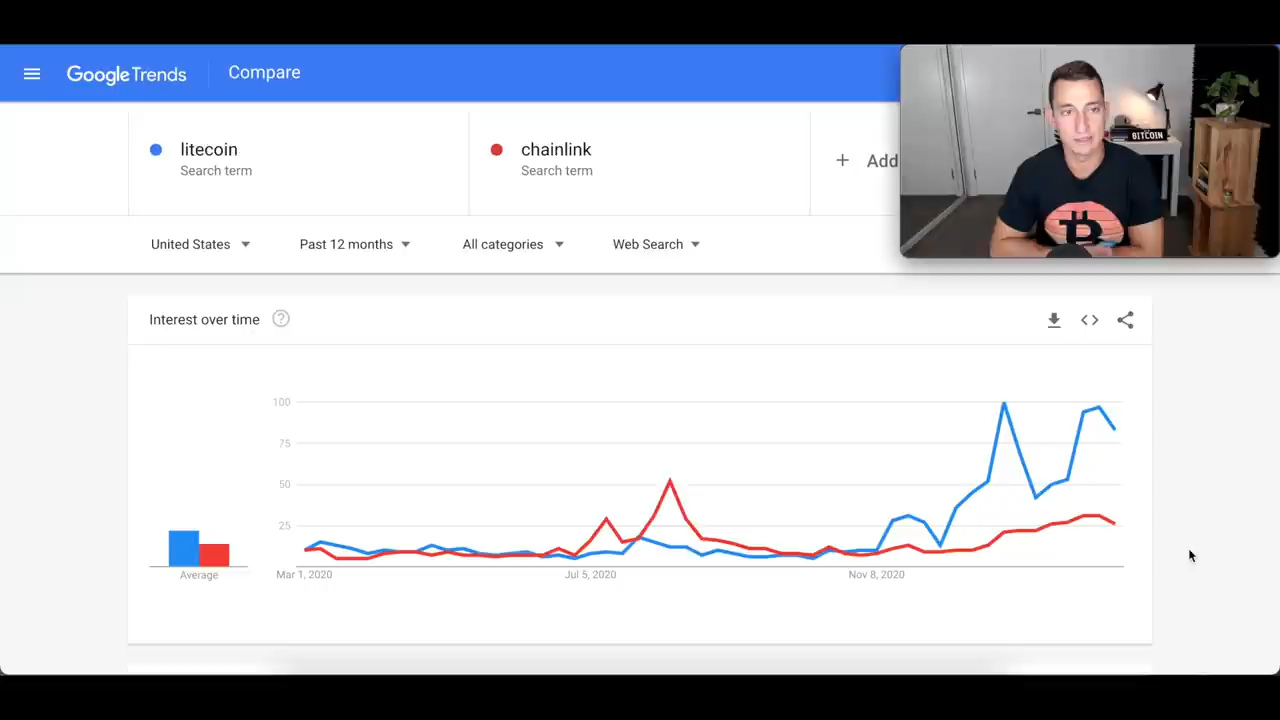 Google Trends
Compare
litecoin
Search term
chainlink
Search term
+ Add
BITCOIN
United States
Past 12 months
All categories
Web Search
Interest over time
100
75
50
25
Average
Mar 1, 2020
Jul 5, 2020
Nov 8, 2020